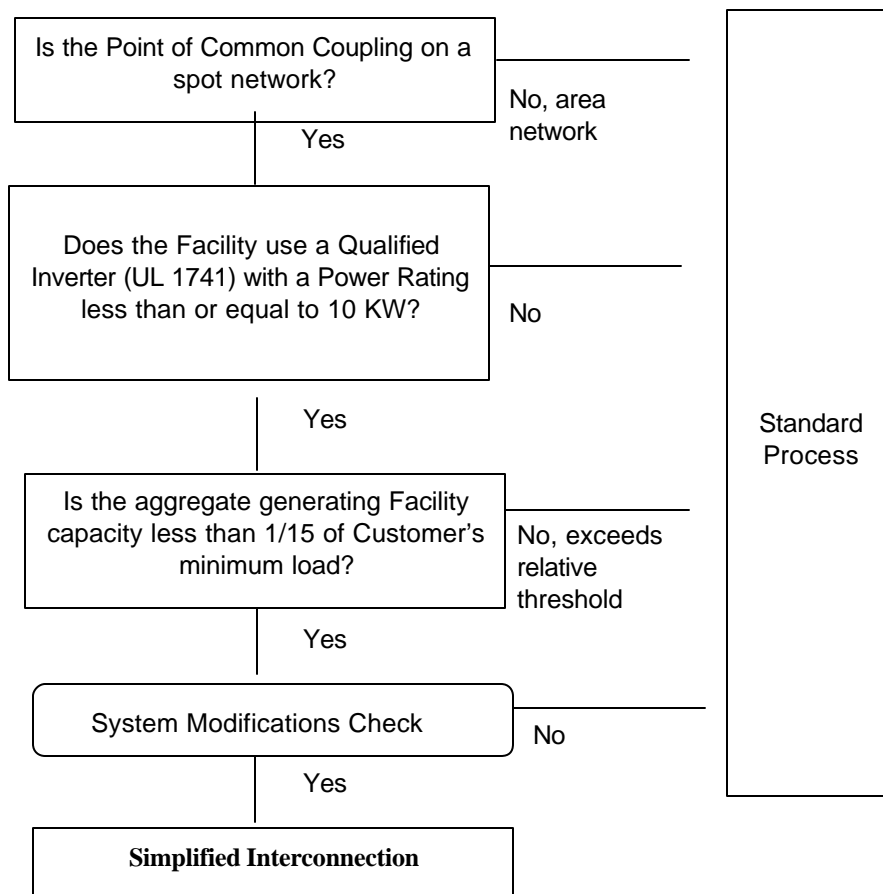 Is the Point of Common Coupling on a
spot network?
No, area
network
Yes
Does the Facility use a Qualified
Inverter (UL 1741) with a Power Rating
less than or equal to 10 KW?
No
Yes
Standard
Process
Is the aggregate generating Facility
capacity less than 1/15 of Customer's
minimum load?
No, exceeds
relative
threshold
Yes
System Modifications Check
No
Yes
Simplified Interconnection